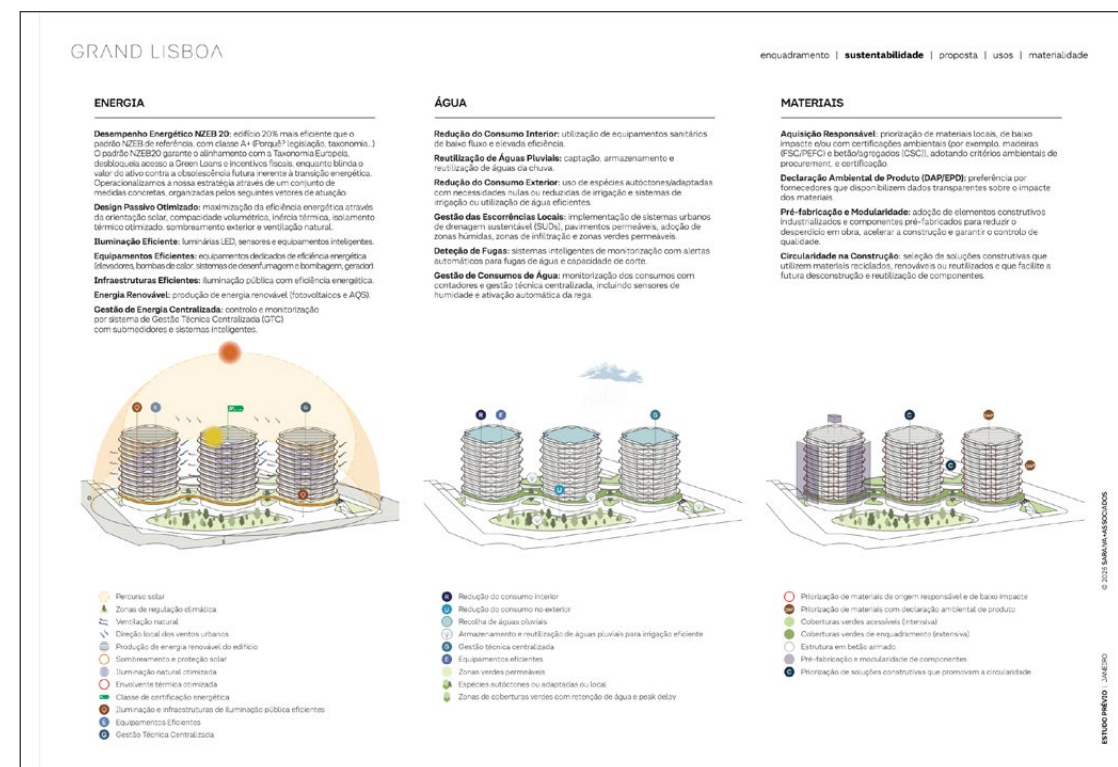 GRAND LISBOA
enquadramento | sustentabilidade | proposta | usos | materialidade
ENERGIA
Desempenho Energético NZEB 20: edifício 20% mais eficiente que o
padrão NZEB de referência, com classe A+ (Porquê? legislação, taxonomia...)
O padrão NZEB20 garante o alinhamento com a Taxonomia Europeia,
desbloqueia acesso a Green Loans e incentivos fiscais, enquanto blinda o
valor do ativo contra a obsolescência futura inerente à transição energética.
Operacionalizamos a nossa estratégia através de um conjunto de
medidas concretas, organizadas pelos seguintes vetores de atuação:
Design Passivo Otimizado: maximização da eficiência energética através
da orientação solar, compacidade volumétrica, inércia térmica, isolamento
térmico otimizado, sombreamento exterior e ventilação natural.
Iluminação Eficiente: luminárias LED, sensores e equipamentos inteligentes.
Equipamentos Eficientes: equipamentos dedicados de eficiência energética
(elevadores, bombas de calor, sistemas de desenfumagem e bombagem, gerador)
Infraestruturas Eficientes: iluminação pública com eficiência energética.
Energia Renovável: produção de energia renovável (fotovoltaicos e AQS).
Gestão de Energia Centralizada: controlo e monitorização
por sistema de Gestão Técnica Centralizada (GTC)
com submedidores e sistemas inteligentes.
ÁGUA
Redução do Consumo Interior: utilização de equipamentos sanitários
de baixo fluxo e elevada eficiência.
Reutilização de Águas Pluviais: captação, armazenamento e
reutilização de águas da chuva.
Redução do Consumo Exterior: uso de espécies autóctones/adaptadas
com necessidades nulas ou reduzidas de irrigação e sistemas de
irrigação ou utilização de água eficientes.
Gestão das Escorrências Locais: implementação de sistemas urbanos
de drenagem sustentável (SUDs), pavimentos permeáveis, adoção de
zonas húmidas, zonas de infiltração e zonas verdes permeáveis.
Deteção de Fugas: sistemas inteligentes de monitorização com alertas
automáticos para fugas de água e capacidade de corte.
Gestão de Consumos de Água: monitorização dos consumos com
contadores e gestão técnica centralizada, incluindo sensores de
humidade e ativação automática da rega.
MATERIAIS
Aquisição Responsável: priorização de materiais locais, de baixo
impacte e/ou com certificações ambientais (por exemplo, madeiras
(FSC/PEFC) e betão/agregados (CSC)), adotando critérios ambientais de
procurement, e certificação.
Declaração Ambiental de Produto (DAP/EPD): preferência por
fornecedores que disponibilizem dados transparentes sobre o impacte
dos materiais.
Pré-fabricação e Modularidade: adoção de elementos construtivos
industrializados e componentes pré-fabricados para reduzir o
desperdício em obra, acelerar a construção e garantir o controlo de
qualidade.
Circularidade na Construção: seleção de soluções construtivas que
utilizem materiais reciclados, renováveis ou reutilizados e que facilite a
futura desconstrução e reutilização de componentes.
E G
R E G
U
C DAP
C DAP
Percurso solar
Zonas de regulação climática
Ventilação natural
Direção local dos ventos urbanos
Produção de energia renovável do edifício
Sombreamento e proteção solar
Iluminação natural otimizada
Envolvente térmica otimizada
Classe de certificação energética
Iluminação e infraestruturas de iluminação pública eficientes
E Equipamentos Eficientes
G Gestão Técnica Centralizada
R Redução do consumo interior
U Redução do consumo no exterior
Recolha de águas pluviais
Armazenamento e reutilização de águas pluviais para irrigação eficiente
G Gestão técnica centralizada
E Equipamentos eficientes
Zonas verdes permeáveis
Espécies autóctones ou adaptadas ao local
Zonas de coberturas verdes com retenção de água e peak delay
Priorização de materiais de origem responsável e de baixo impacte
DAP Priorização de materiais com declaração ambiental de produto
Coberturas verdes acessíveis (intensiva)
Coberturas verdes de enquadramento (extensiva)
Estrutura em betão armado
Pré-fabricação e modularidade de componentes
C Priorização de soluções construtivas que promovam a circularidade
© 2026 SARAIVA+ASSOCIADOS
ESTUDO PRÉVIO | JANEIRO